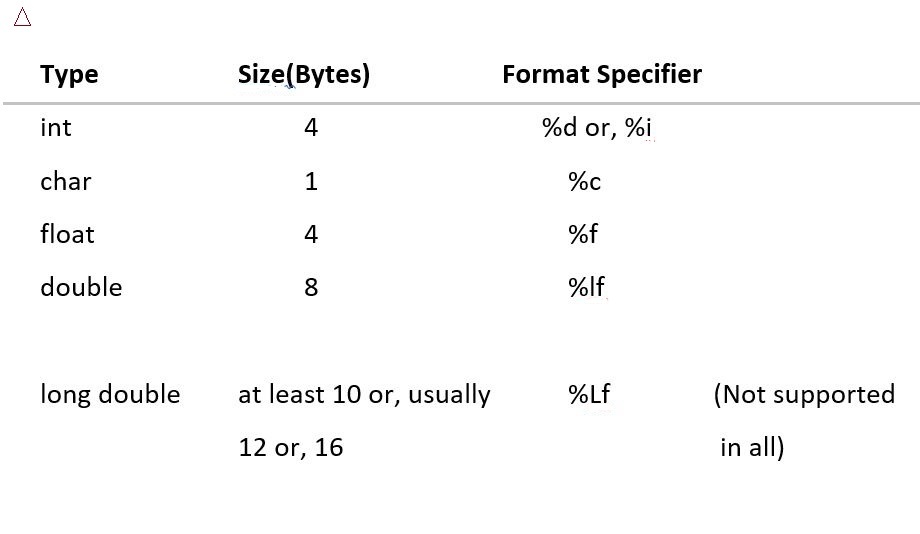 Type Size(Bytes) Format Specifier
int 4 %d or, %i
char 1 %c
float 4 %f
double 8 %lf
long double at least 10 or, usually %Lf (Not supported
12 or, 16 in all)